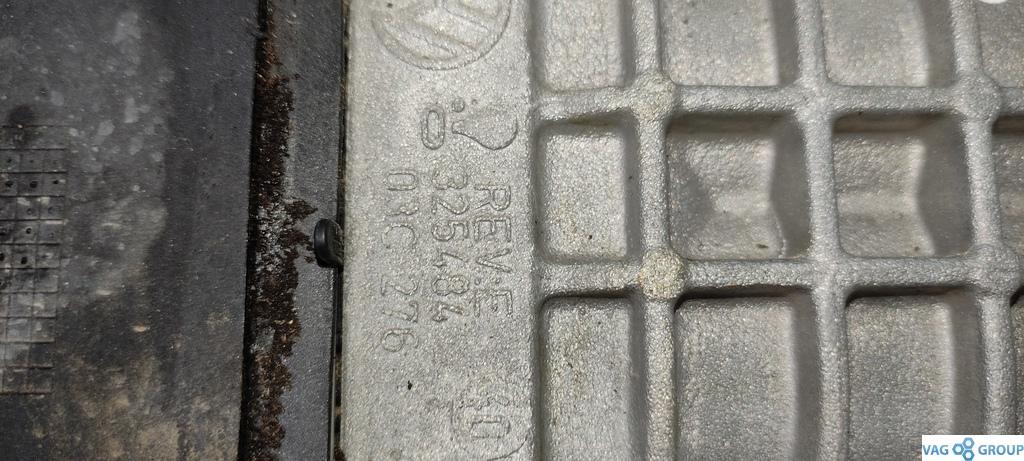 REV.E
325484
03C 276
VAG GROUP